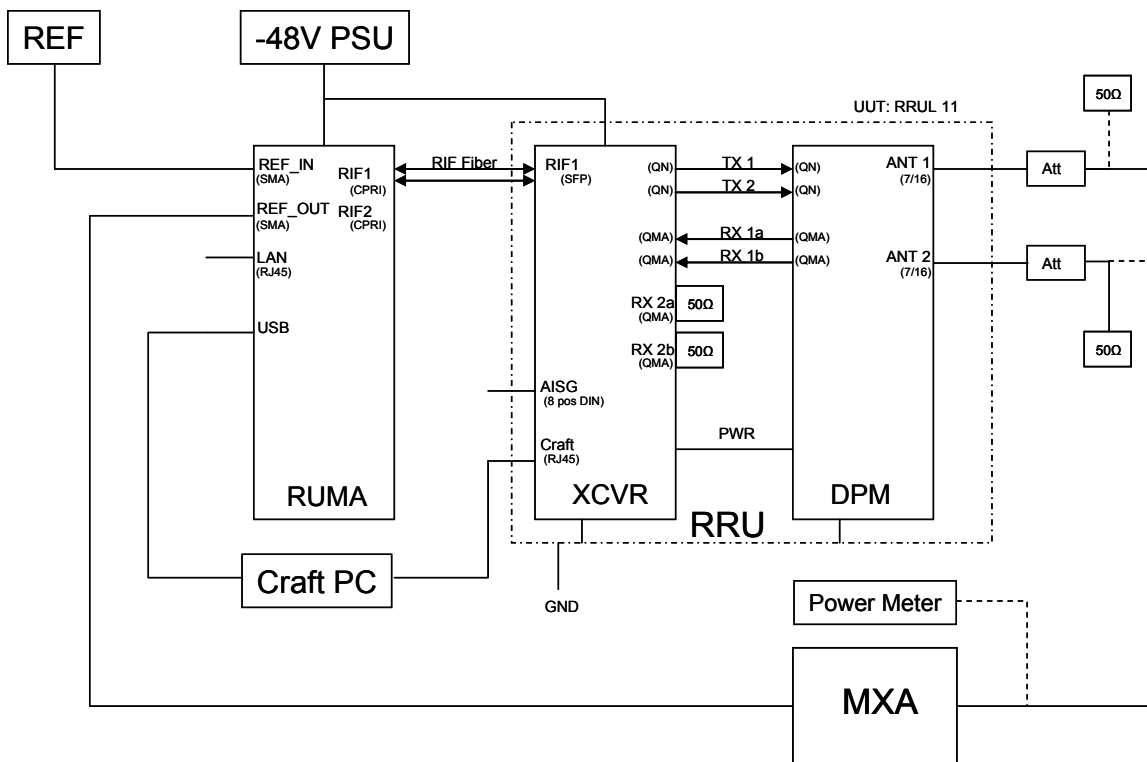 REF
-48V PSU
50Ω
UUT: RRUL 11
REF_IN
(SMA)
RIF1
(CPRI)
REF_OUT
(SMA)
RIF2
(CPRI)
LAN
(RJ45)
USB
RUMA
RIF Fiber
RIF1
(SFP)
(QN)
TX 1
(QN)
(QN)
TX 2
(QN)
(QMA)
RX 1a
(QMA)
(QMA)
RX 1b
(QMA)
RX 2a
(QMA)
50Ω
RX 2b
(QMA)
50Ω
AISG
(8 pos DIN)
Craft
(RJ45)
XCVR
PWR
ANT 1
(7/16)
ANT 2
(7/16)
DPM
RRU
Att
Att
50Ω
Craft PC
GND
Power Meter
MXA